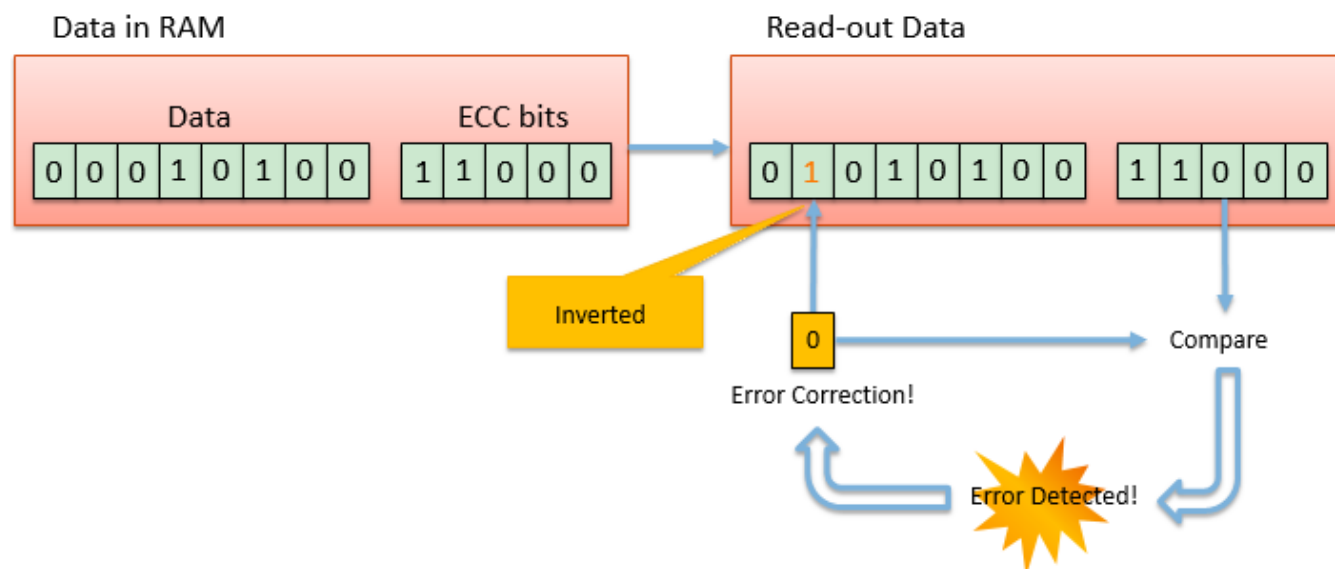 Data in RAM
Read-out Data
Data
ECC bits
0 0 0 1 0 1 0 0
1 1 0 0 0
0 1 0 1 0 1 0 0
1 1 0 0 0
Inverted
0
Compare
Error Correction!
Error Detected!